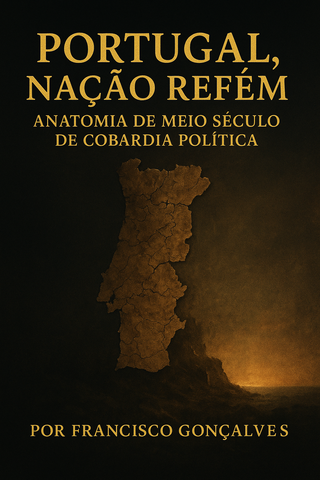 PORTUGAL,
NAÇÃO REFÉM
ANATOMIA DE MEIO SÉCULO
DE COBARDIA POLÍTICA
POR FRANCISCO GONÇALVES